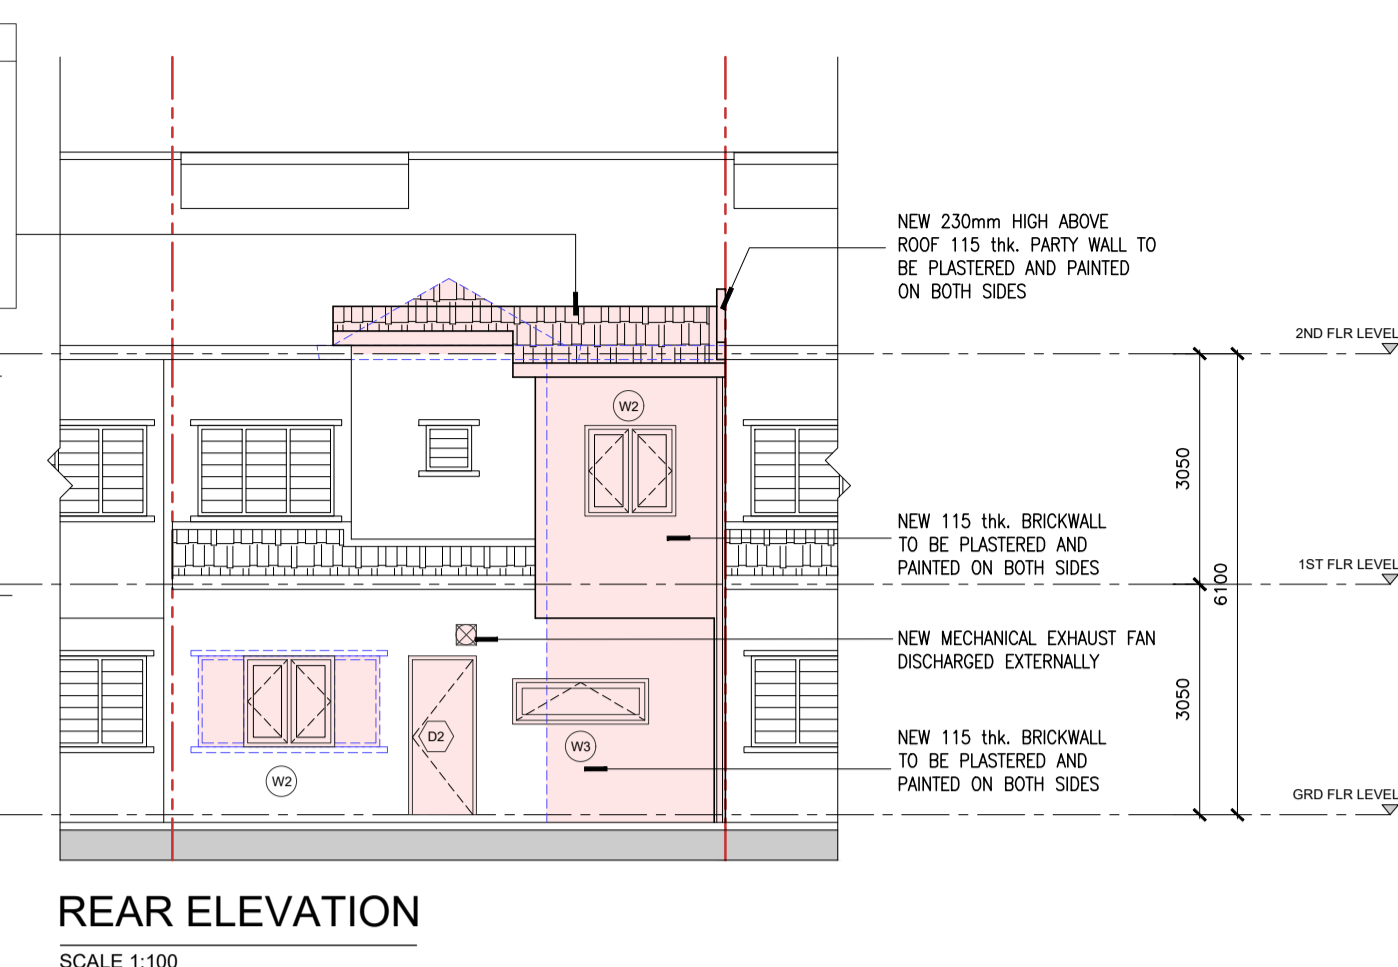 NEW 230mm HIGH ABOVE
ROOF 115 thk. PARTY WALL TO
BE PLASTERED AND PAINTED
ON BOTH SIDES
2ND FLR LEVEL
W2
3050
NEW 115 thk. BRICKWALL
TO BE PLASTERED AND
PAINTED ON BOTH SIDES
1ST FLR LEVEL
6100
NEW MECHANICAL EXHAUST FAN
DISCHARGED EXTERNALLY
3050
D2
W3
W2
NEW 115 thk. BRICKWALL
TO BE PLASTERED AND
PAINTED ON BOTH SIDES
GRD FLR LEVEL
REAR ELEVATION
SCALE 1:100